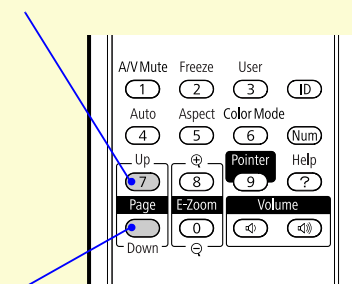 A/V Mute Freeze User
1 2 3 ID
Auto Aspect Color Mode
4 5 6 Num
Up Pointer Help
7 8 9 ?
Page E-Zoom Volume
0
Down